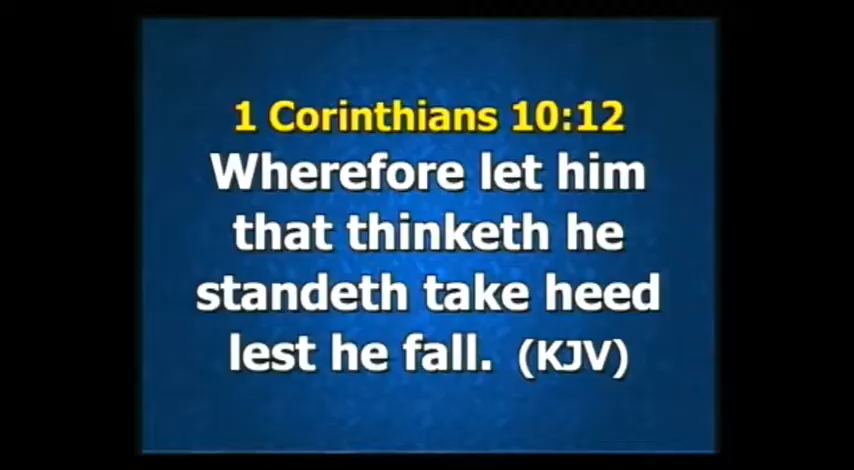 1 Corinthians 10:12
Wherefore let him
that thinketh he
standeth take heed
lest he fall. (KJV)